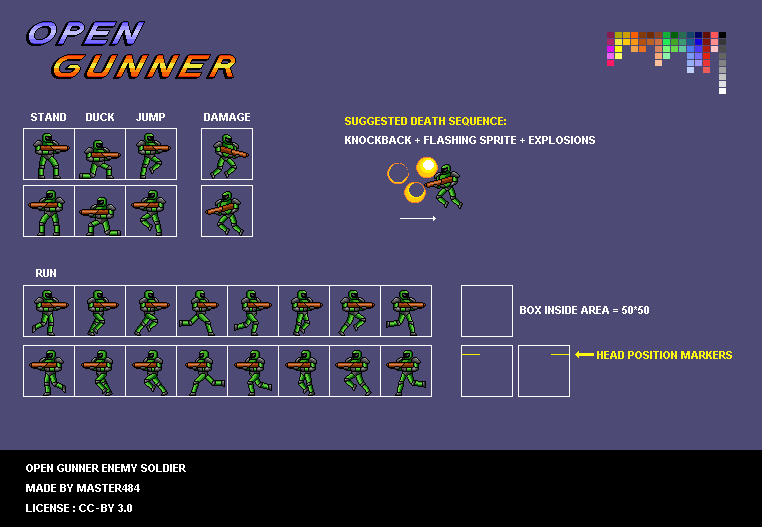 OPEN
GUNNER
STAND DUCK JUMP DAMAGE
SUGGESTED DEATH SEQUENCE:
KNOCKBACK + FLASHING SPRITE + EXPLOSIONS
RUN
BOX INSIDE AREA = 50*50
HEAD POSITION MARKERS
OPEN GUNNER ENEMY SOLDIER
MADE BY MASTER484
LICENSE : CC-BY 3.0